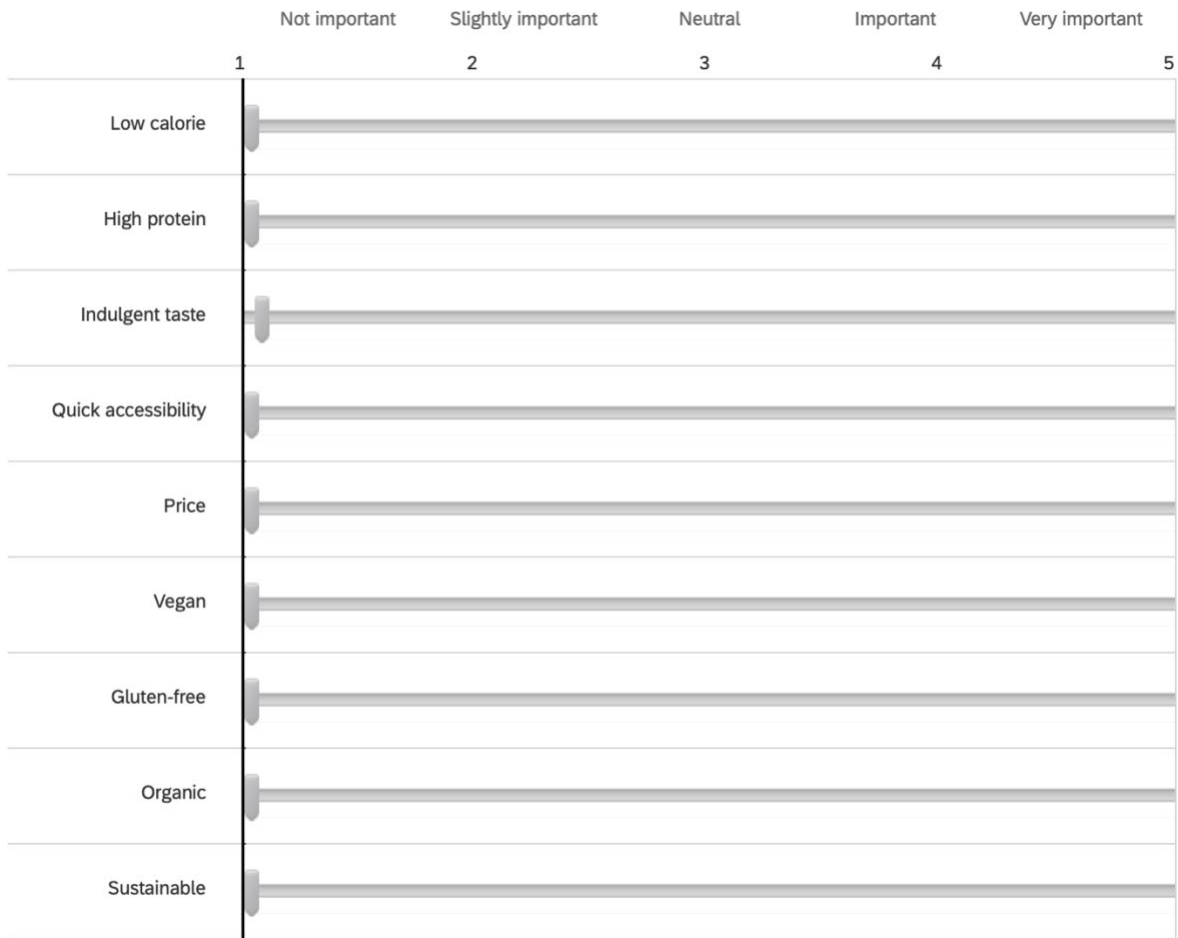 Not important Slightly important Neutral Important Very important
1 2 3 4 5
Low calorie
High protein
Indulgent taste
Quick accessibility
Price
Vegan
Gluten-free
Organic
Sustainable